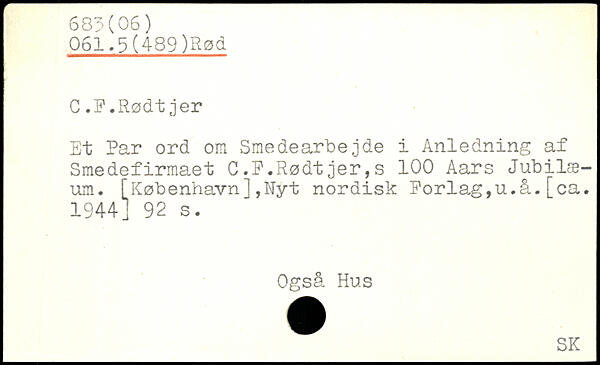 683(06)
061.5(489)Rød
C.F.Rødtjer
Et Par ord om Smedearbejde i Anledning af
Smedefirmaet C.F.Rødtjer,s 100 Aars Jubilæ-
um. [København],Nyt nordisk Forlag,u.å.[ca.
1944] 92 s.
Også Hus
SK